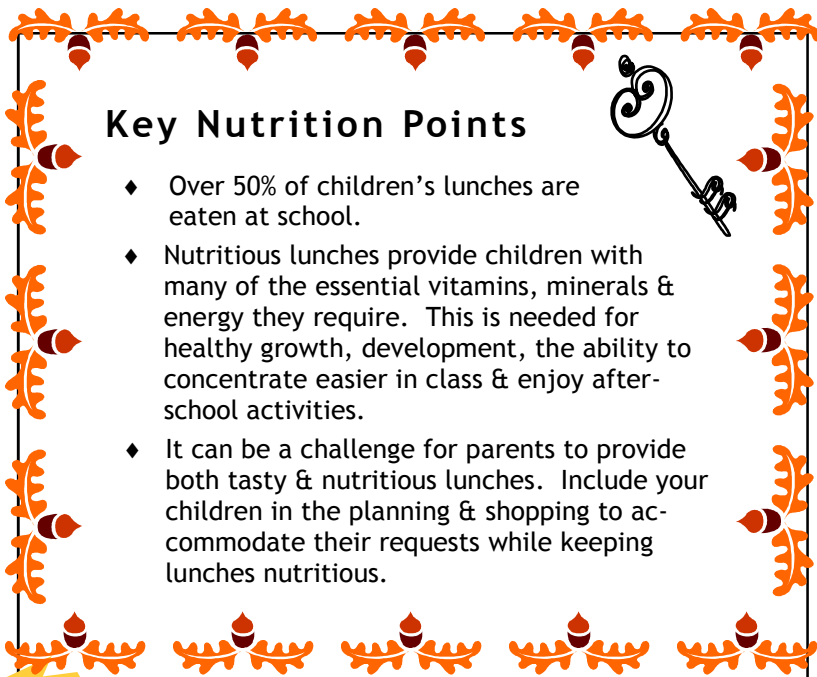 Key Nutrition Points
♦ Over 50% of children’s lunches are
eaten at school.
♦ Nutritious lunches provide children with
many of the essential vitamins, minerals &
energy they require.  This is needed for
healthy growth, development, the ability to
concentrate easier in class & enjoy after-
school activities.
♦ It can be a challenge for parents to provide
both tasty & nutritious lunches.  Include your
children in the planning & shopping to ac-
commodate their requests while keeping
lunches nutritious.